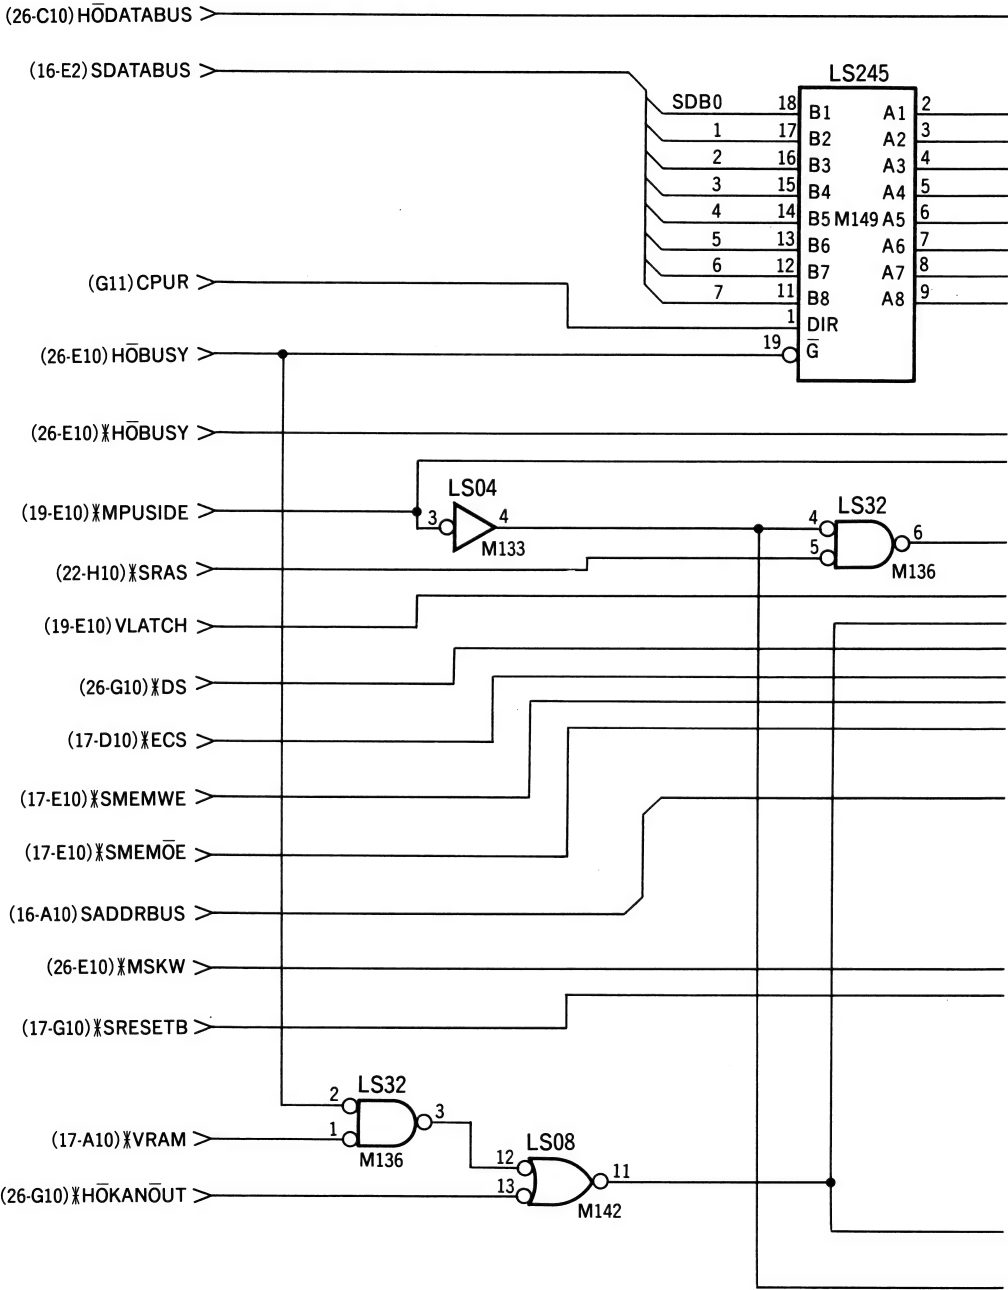 (26-C10) HŌDATABUS
(16-E2) SDATABUS
LS245
SDB0 18 B1 A1 2
1 17 B2 A2 3
2 16 B3 A3 4
3 15 B4 A4 5
4 14 B5 M149 A5 6
5 13 B6 A6 7
6 12 B7 A7 8
7 11 B8 A8 9
(G11) CPUR
1 DIR
(26-E10) HŌBUSY
19 G̅
(26-E10) ※HŌBUSY
(19-E10) ※MPUSIDE
LS04
3 4
M133
LS32
4
5
6
M136
(22-H10) ※SRAS
(19-E10) VLATCH
(26-G10) ※DS
(17-D10) ※ECS
(17-E10) ※SMEMWE
(17-E10) ※SMEMŌE
(16-A10) SADDRBUS
(26-E10) ※MSKW
(17-G10) ※SRESETB
LS32
2
1
3
M136
(17-A10) ※VRAM
LS08
12
13
11
M142
(26-G10) ※HŌKANŌUT